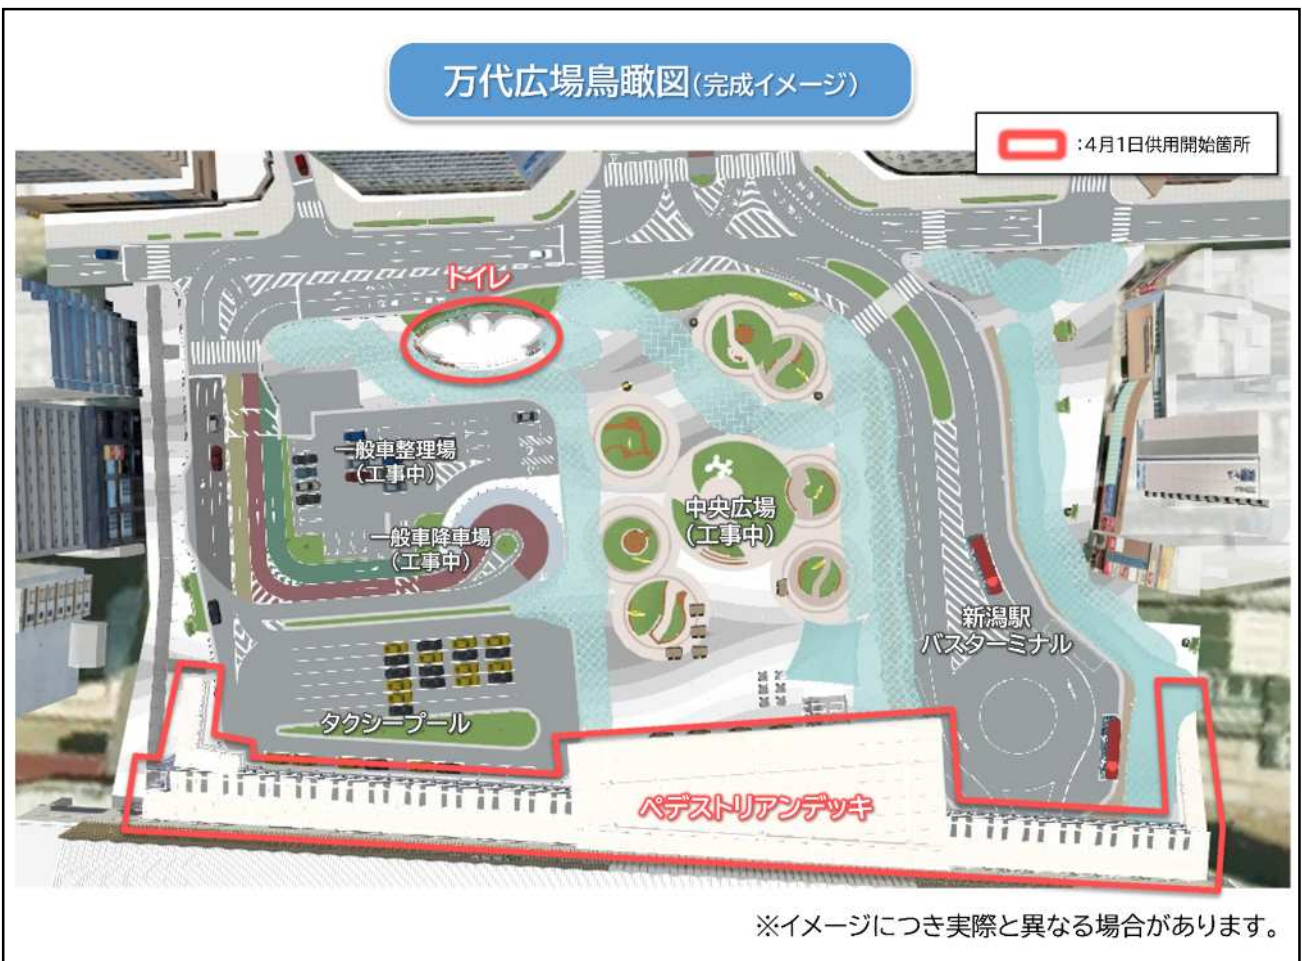 万代広場鳥瞰図(完成イメージ)
:4月1日供用開始箇所
トイレ
一般車整理場
(工事中)
一般車降車場
(工事中)
中央広場
(工事中)
新潟駅
バスターミナル
タクシープール
ペデストリアンデッキ
※イメージにつき実際と異なる場合があります。